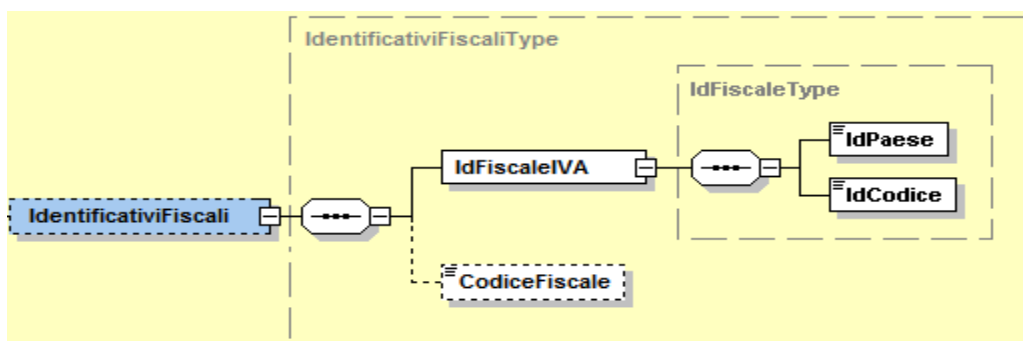 IdentificativiFiscaliType
IdFiscaleType
IdPaese
IdFiscaleIVA
IdCodice
IdentificativiFiscali
CodiceFiscale